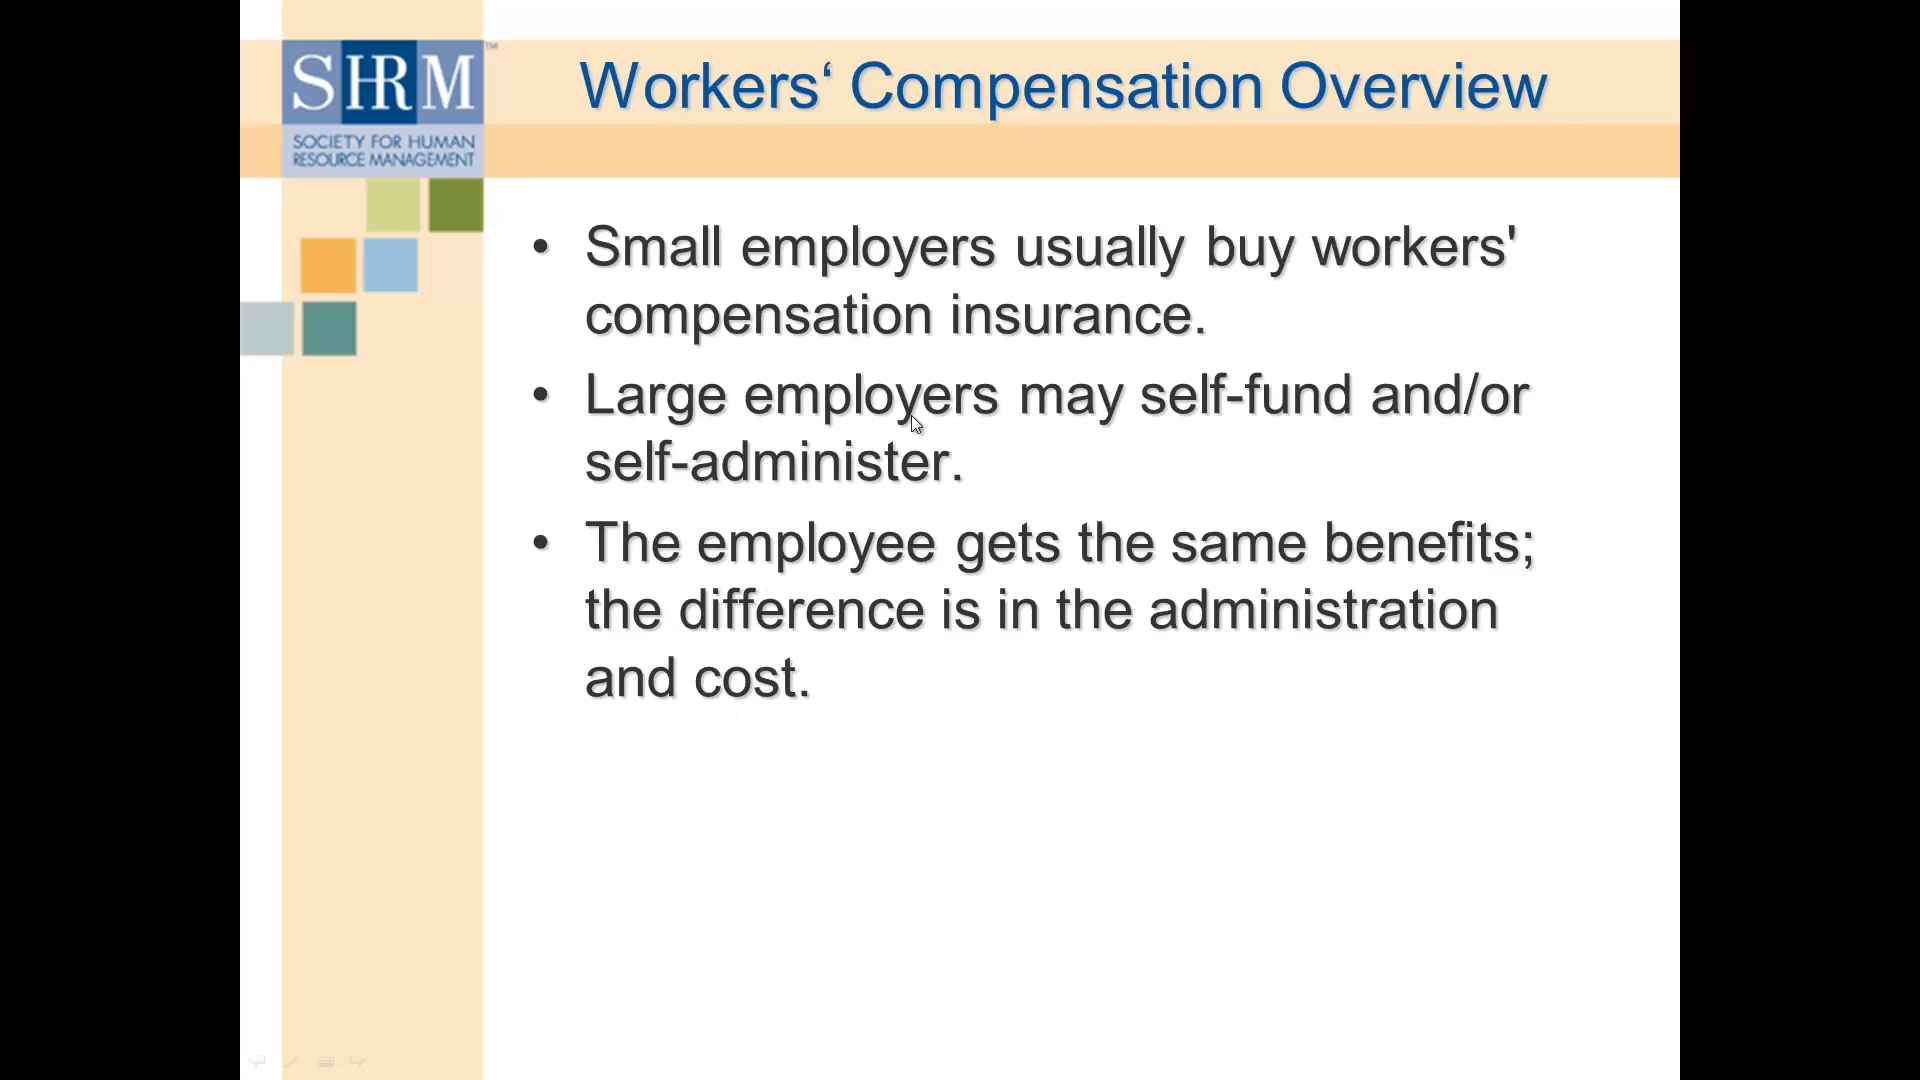 SHRM™
SOCIETY FOR HUMAN
RESOURCE MANAGEMENT
Workers‘ Compensation Overview
• Small employers usually buy workers'
compensation insurance.
• Large employers may self-fund and/or
self-administer.
• The employee gets the same benefits;
the difference is in the administration
and cost.